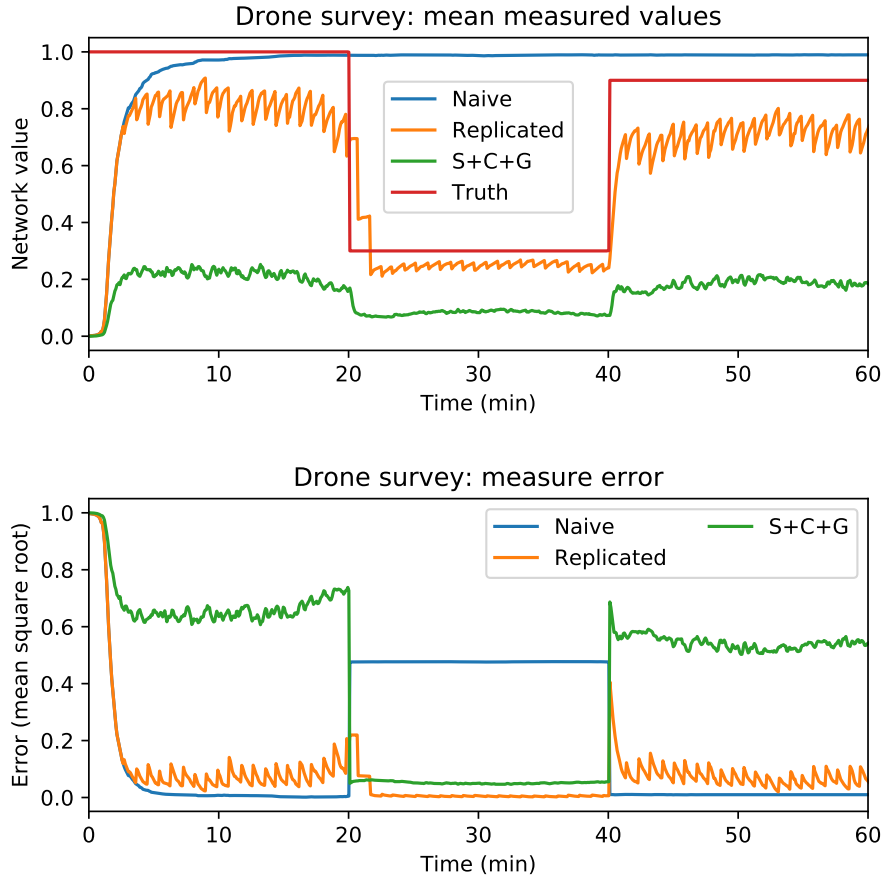 Drone survey: mean measured values
1.0
0.8
0.6
0.4
0.2
0.0
Network value
Naive
Replicated
S+C+G
Truth
0 10 20 30 40 50 60
Time (min)
Drone survey: measure error
1.0
0.8
0.6
0.4
0.2
0.0
Error (mean square root)
Naive S+C+G
Replicated
0 10 20 30 40 50 60
Time (min)